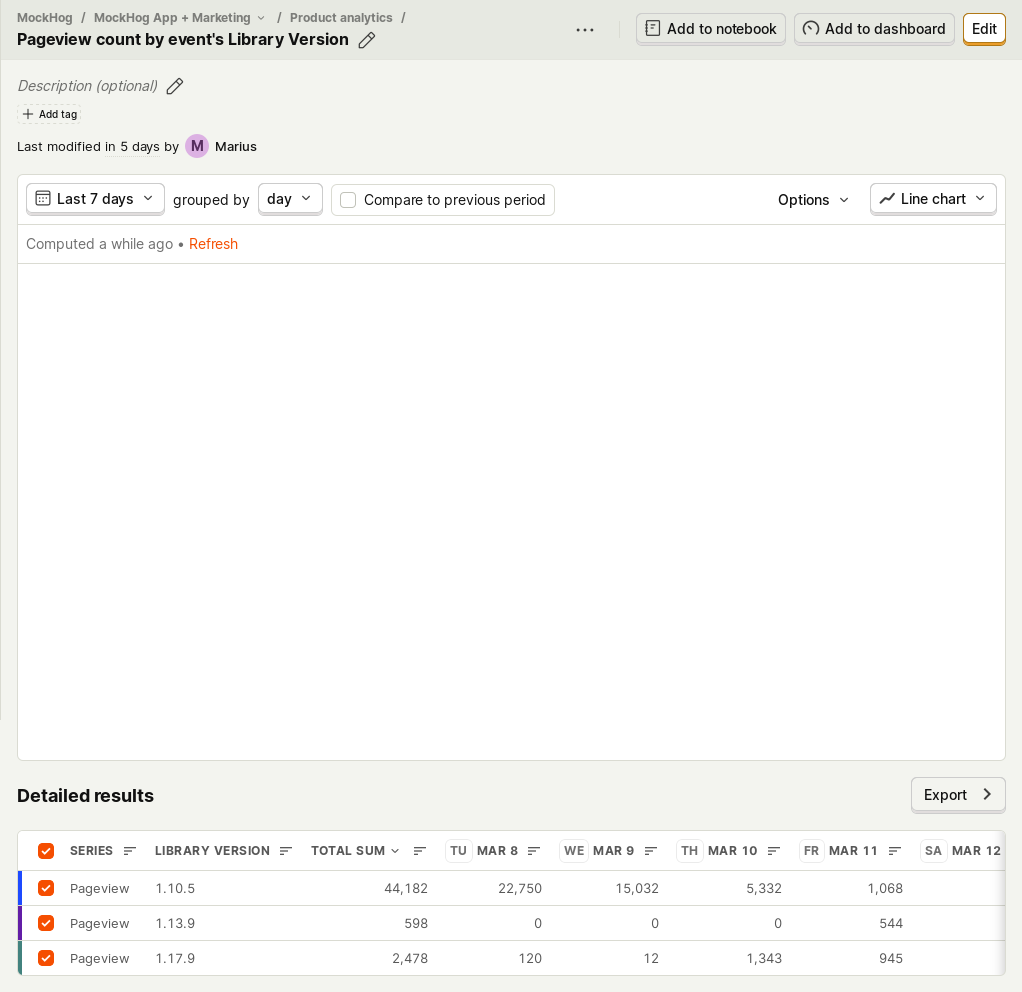 MockHog / MockHog App + Marketing / Product analytics /
Pageview count by event's Library Version
Add to notebook
Add to dashboard
Edit
Description (optional)
Add tag
Last modified in 5 days by M Marius
Last 7 days grouped by day Compare to previous period Options Line chart
Computed a while ago • Refresh
Detailed results
Export
SERIES LIBRARY VERSION TOTAL SUM TU MAR 8 WE MAR 9 TH MAR 10 FR MAR 11 SA MAR 12
Pageview 1.10.5 44,182 22,750 15,032 5,332 1,068
Pageview 1.13.9 598 0 0 0 544
Pageview 1.17.9 2,478 120 12 1,343 945